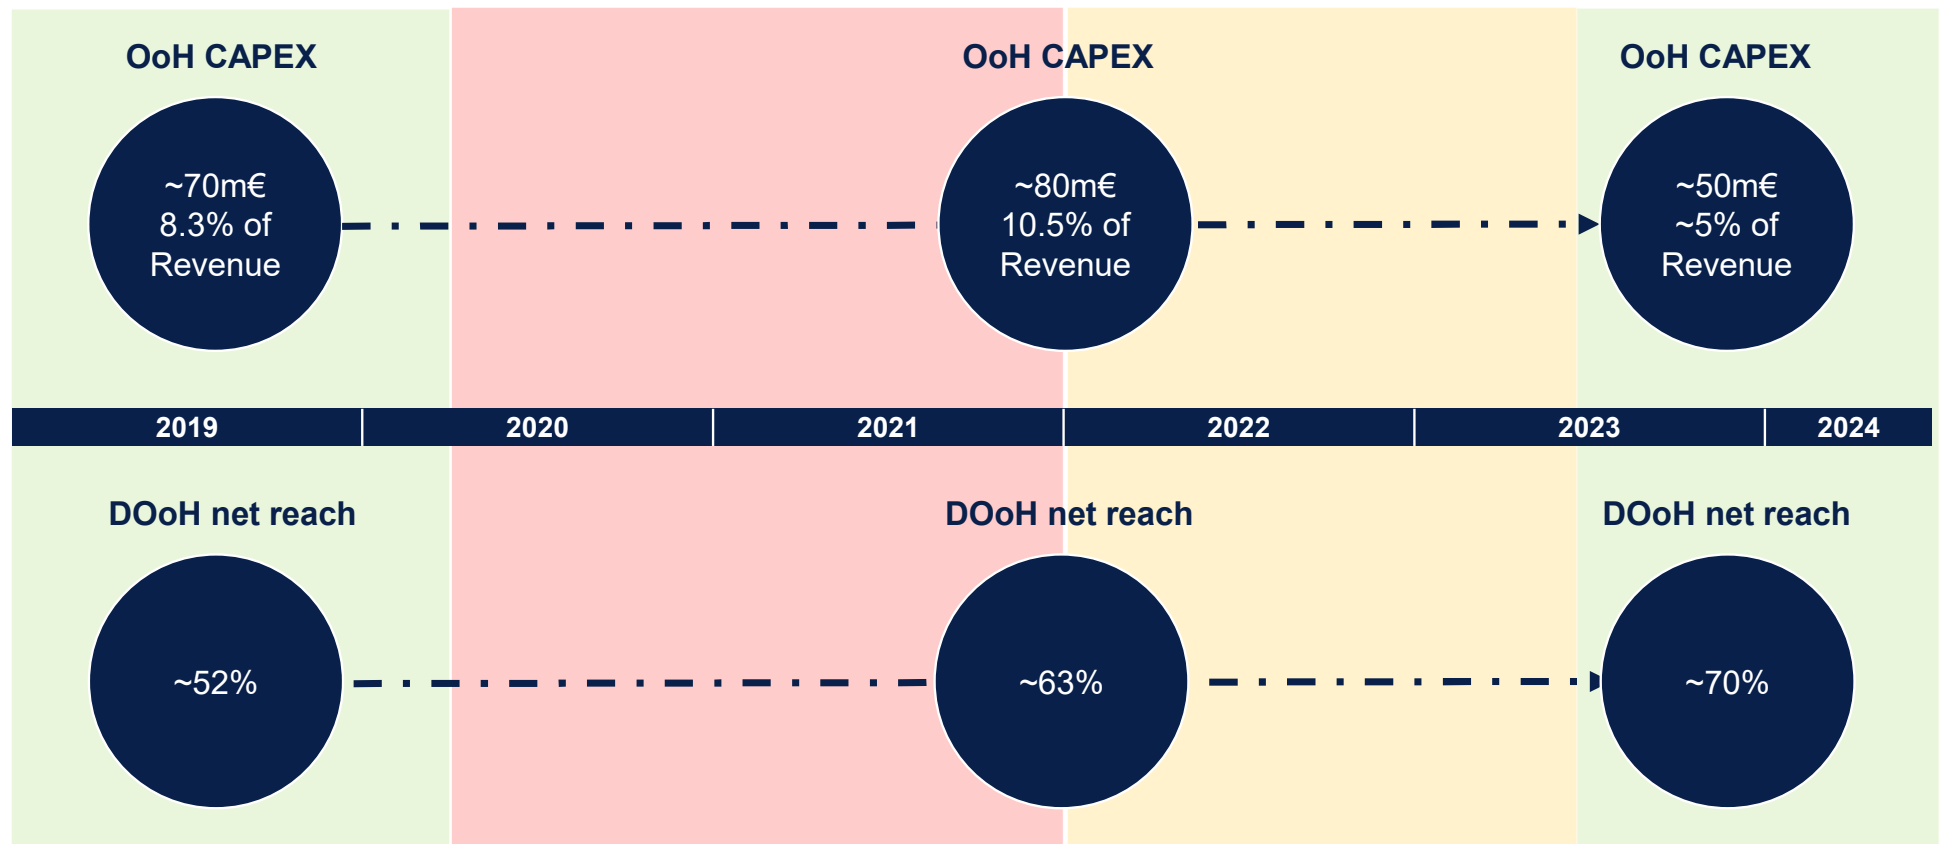 OoH CAPEX
OoH CAPEX
OoH CAPEX
~70m€
8.3% of
Revenue
~80m€
10.5% of
Revenue
~50m€
~5% of
Revenue
2019
2020
2021
2022
2023
2024
DOoH net reach
DOoH net reach
DOoH net reach
~52%
~63%
~70%